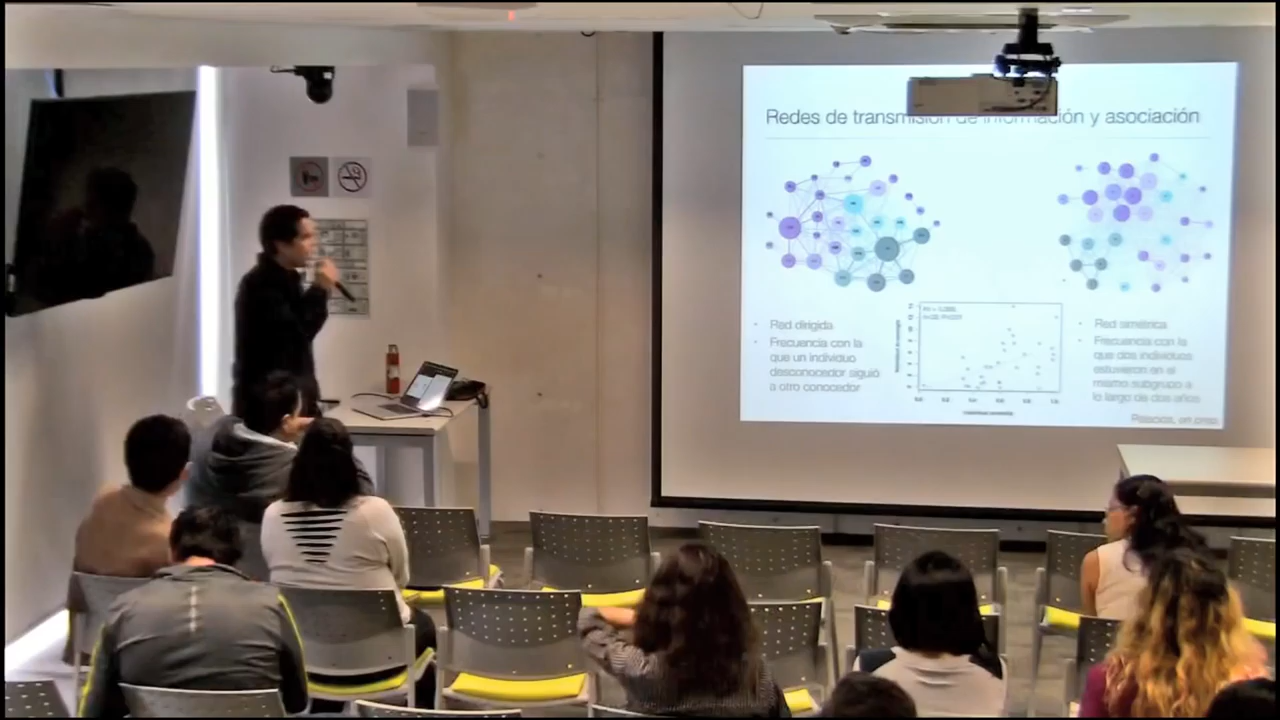 Redes de transmisión de información y asociación
Red dirigida
Frecuencia con la
que un individuo
desconocedor siguió
a otro conocedor
Red simétrica
Frecuencia con la
que dos individuos
estuvieron en el
mismo subgrupo a
lo largo de dos años
Palacios, en prep